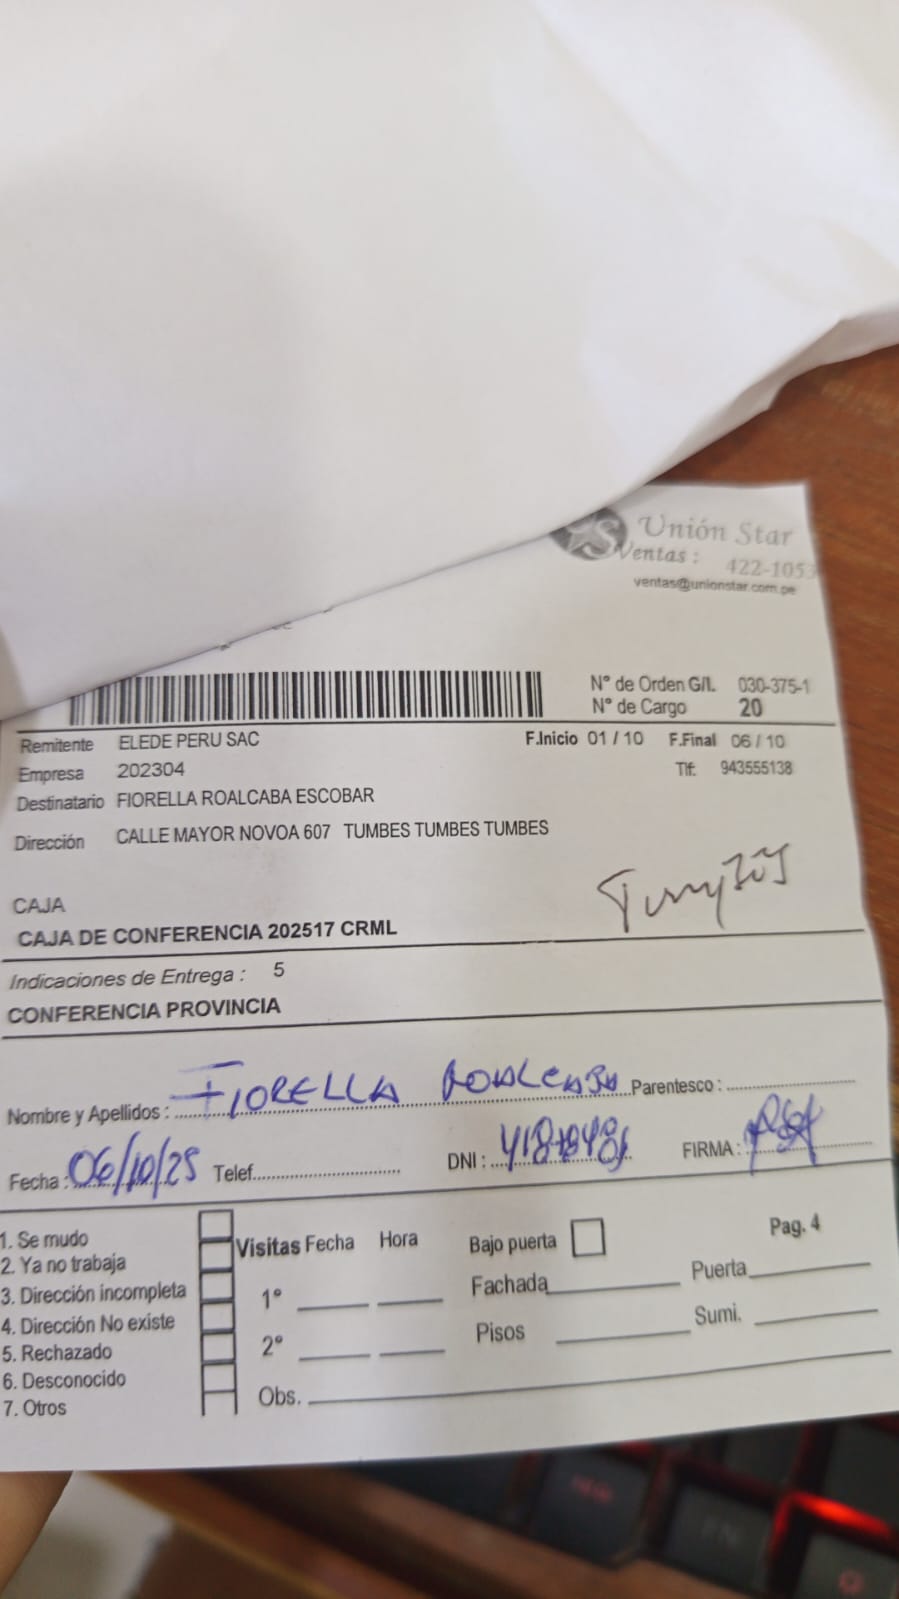 Unión Star
Ventas : 422-1053
ventas@unionstar.com.pe
N° de Orden G/L. 030-375-1
N° de Cargo 20
Remitente ELEDE PERU SAC F.Inicio 01 / 10 F.Final 06 / 10
Empresa 202304 Tlf: 943555138
Destinatario FIORELLA ROALCABA ESCOBAR
Dirección CALLE MAYOR NOVOA 607 TUMBES TUMBES TUMBES
CAJA
CAJA DE CONFERENCIA 202517 CRML
Indicaciones de Entrega : 5
CONFERENCIA PROVINCIA
Nombre y Apellidos : FIORELLA ROALCABA Parentesco :
Fecha : 06/10/25 Telef. DNI : FIRMA :
1. Se mudo
2. Ya no trabaja
3. Dirección incompleta
4. Dirección No existe
5. Rechazado
6. Desconocido
7. Otros
Visitas Fecha Hora
1°
2°
Obs.
Bajo puerta Pag. 4
Fachada Puerta
Pisos Sumi.